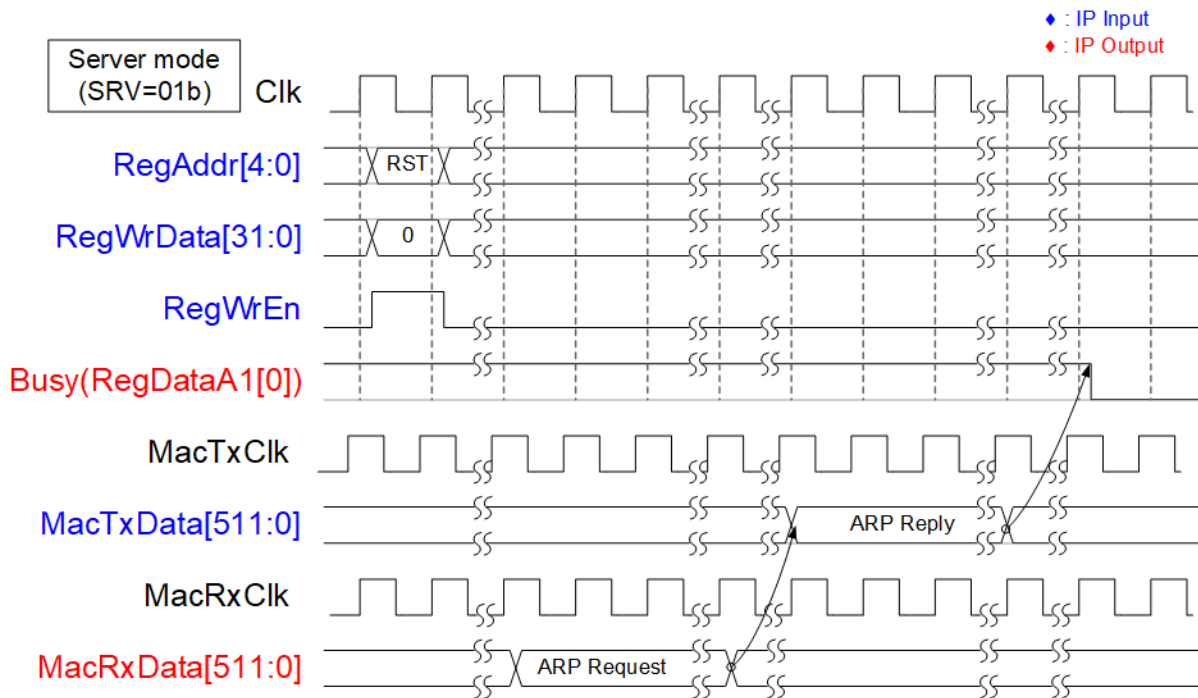 ♦ : IP Input
♦ : IP Output
Server mode
(SRV=01b)
Clk
RegAddr[4:0]
RST
RegWrData[31:0]
0
RegWrEn
Busy(RegDataA1[0])
MacTxClk
MacTxData[511:0]
ARP Reply
MacRxClk
MacRxData[511:0]
ARP Request